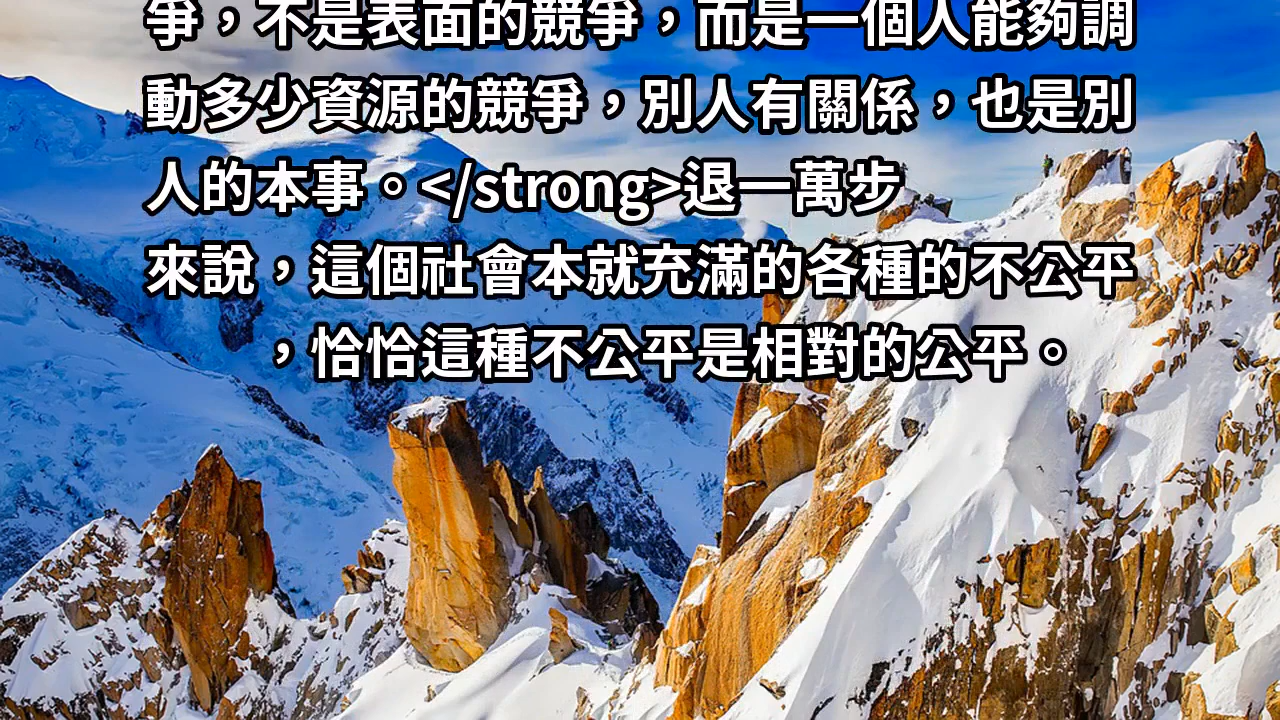 爭，不是表面的競爭，而是一個人能夠調
動多少資源的競爭，別人有關係，也是別
人的本事。</strong>退一萬步
來說，這個社會本就充滿的各種的不公平
，恰恰這種不公平是相對的公平。